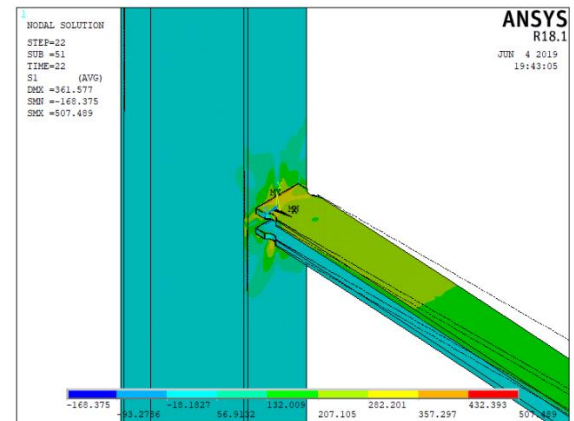 1
NODAL SOLUTION
STEP=22
SUB =51
TIME=22
S1 (AVG)
DMX =361.577
SMN =-168.375
SMX =507.489
ANSYS
R18.1
JUN 4 2019
19:43:05
MX
-168.375 -18.1827 132.009 282.201 432.393
-93.2786 56.9132 207.105 357.297 507.489